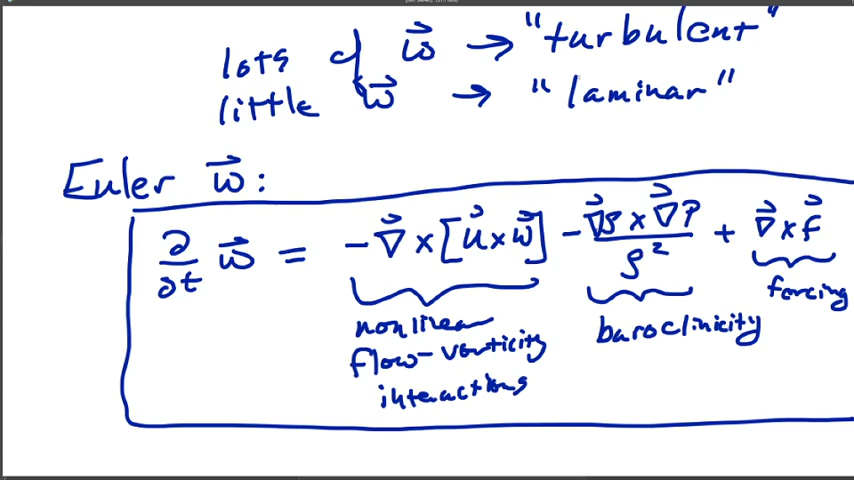 lots of w⃗ → "turbulent"
little w⃗ → "laminar"
Euler w⃗:
∂/∂t w⃗ = -∇⃗×[u⃗×w⃗] - (∇⃗ρ×∇⃗P)/ρ² + ∇⃗×f⃗
nonlinear
flow-vorticity
interactions
baroclinicity
forcing